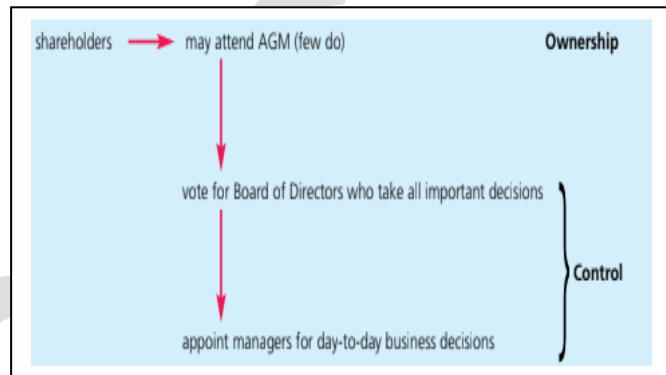 shareholders may attend AGM (few do) Ownership
vote for Board of Directors who take all important decisions
Control
appoint managers for day-to-day business decisions